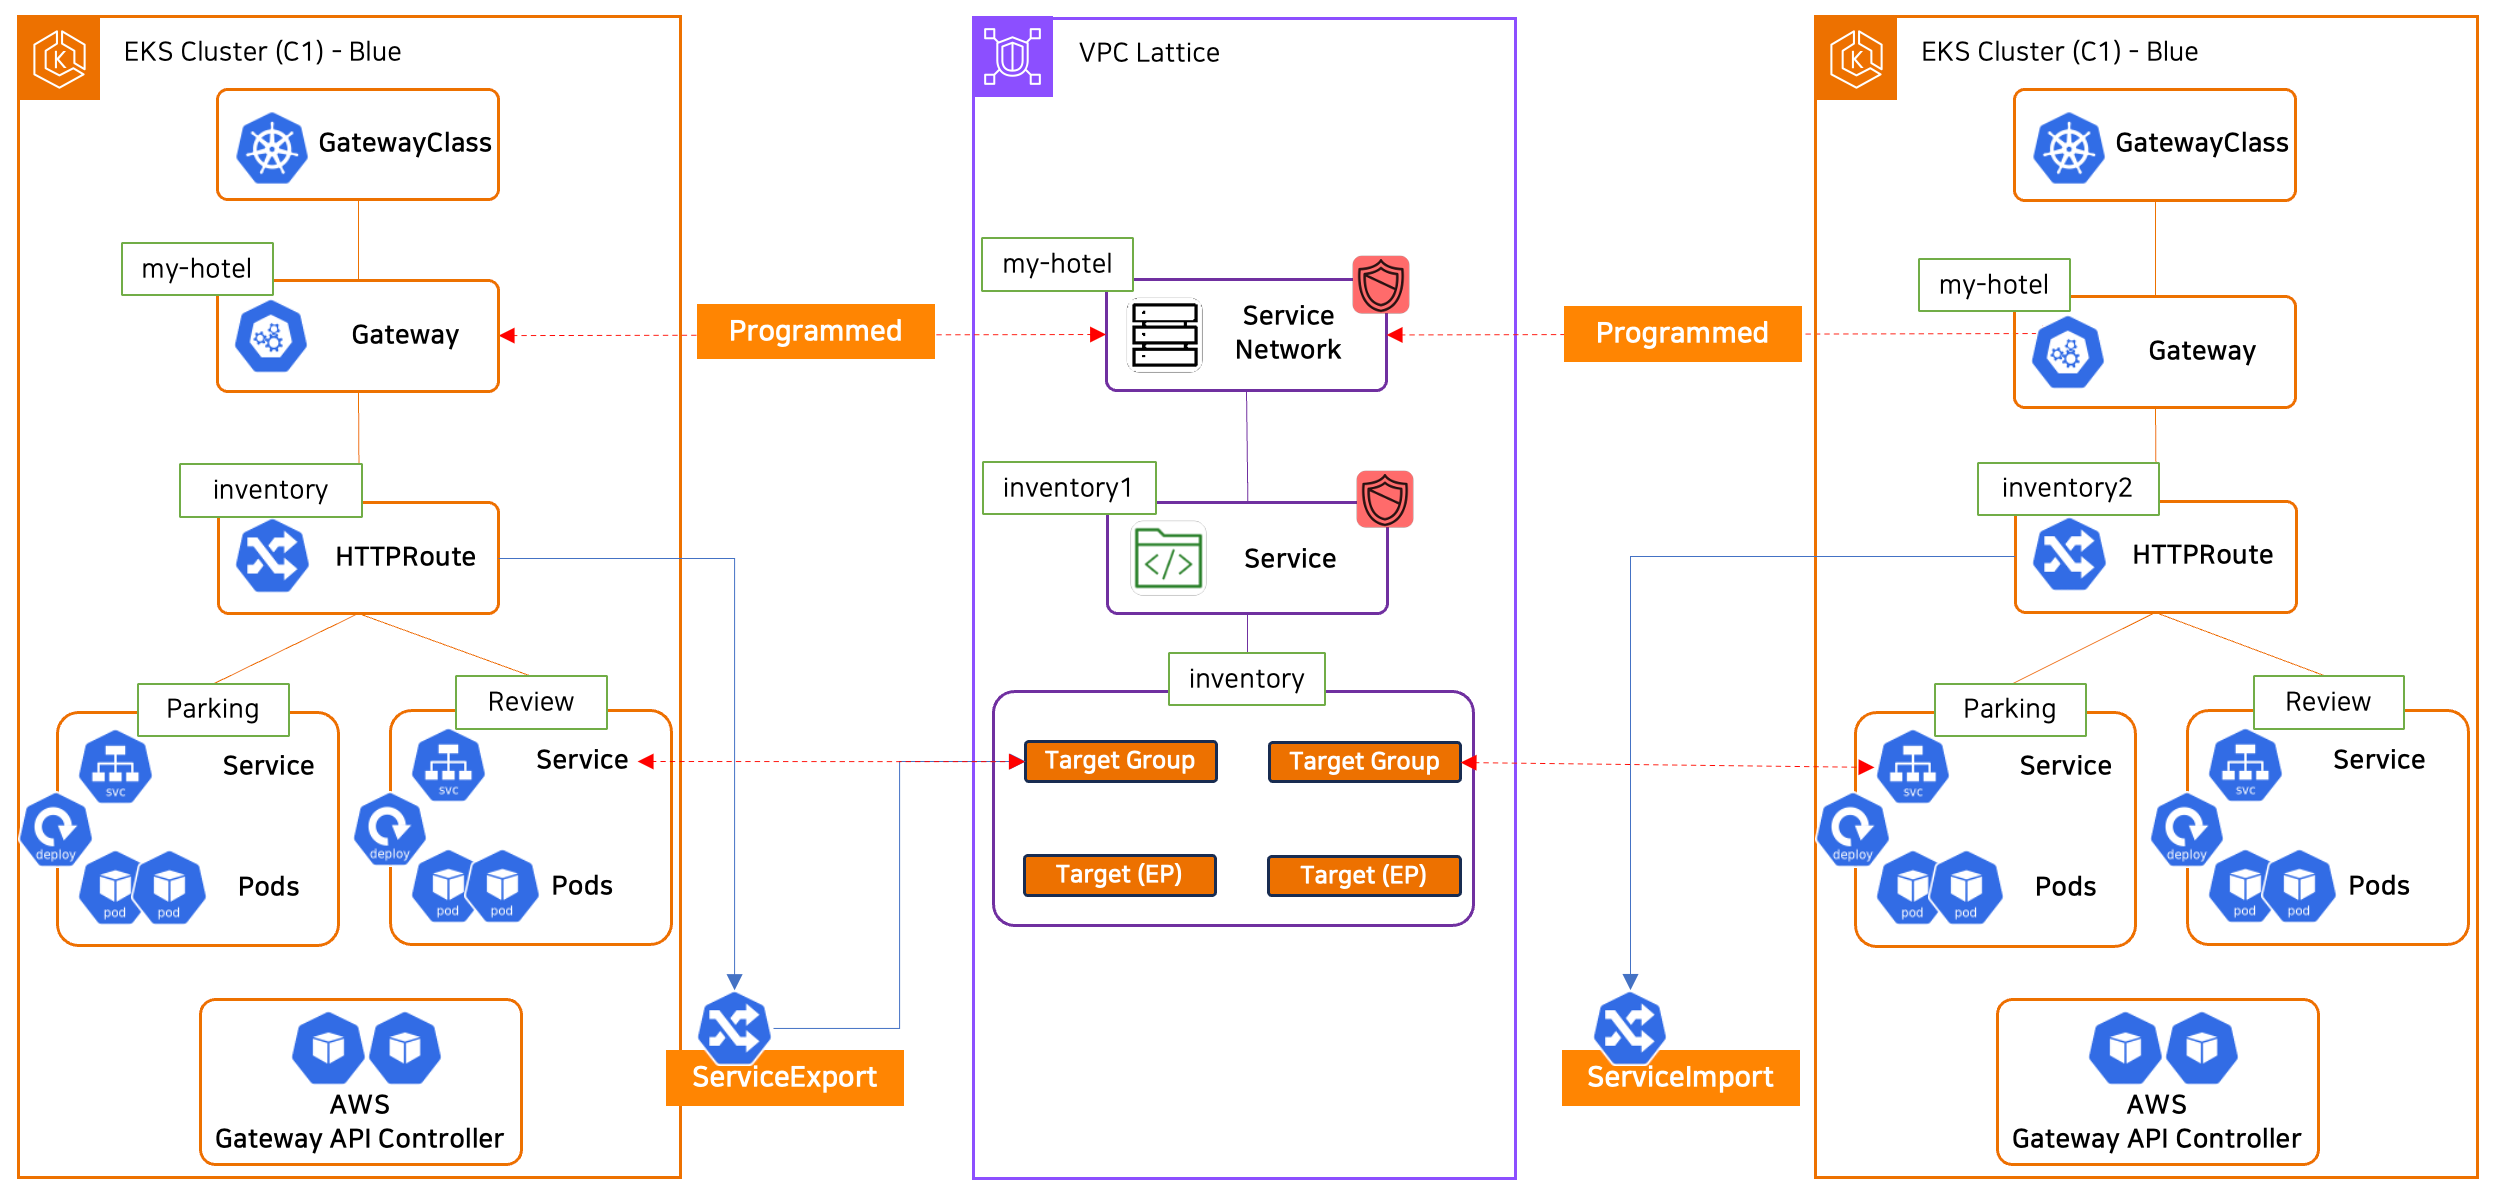 EKS Cluster (C1) - Blue
GatewayClass
my-hotel
Gateway
inventory
HTTPRoute
Parking
Service
svc
deploy
pod
pod
Pods
Review
Service
svc
deploy
pod
pod
Pods
AWS
Gateway API Controller
Programmed
ServiceExport
VPC Lattice
my-hotel
Service
Network
inventory1
Service
inventory
Target Group
Target Group
Target (EP)
Target (EP)
Programmed
ServiceImport
EKS Cluster (C1) - Blue
GatewayClass
my-hotel
Gateway
inventory2
HTTPRoute
Parking
Service
svc
deploy
pod
pod
Pods
Review
Service
svc
deploy
pod
pod
Pods
AWS
Gateway API Controller